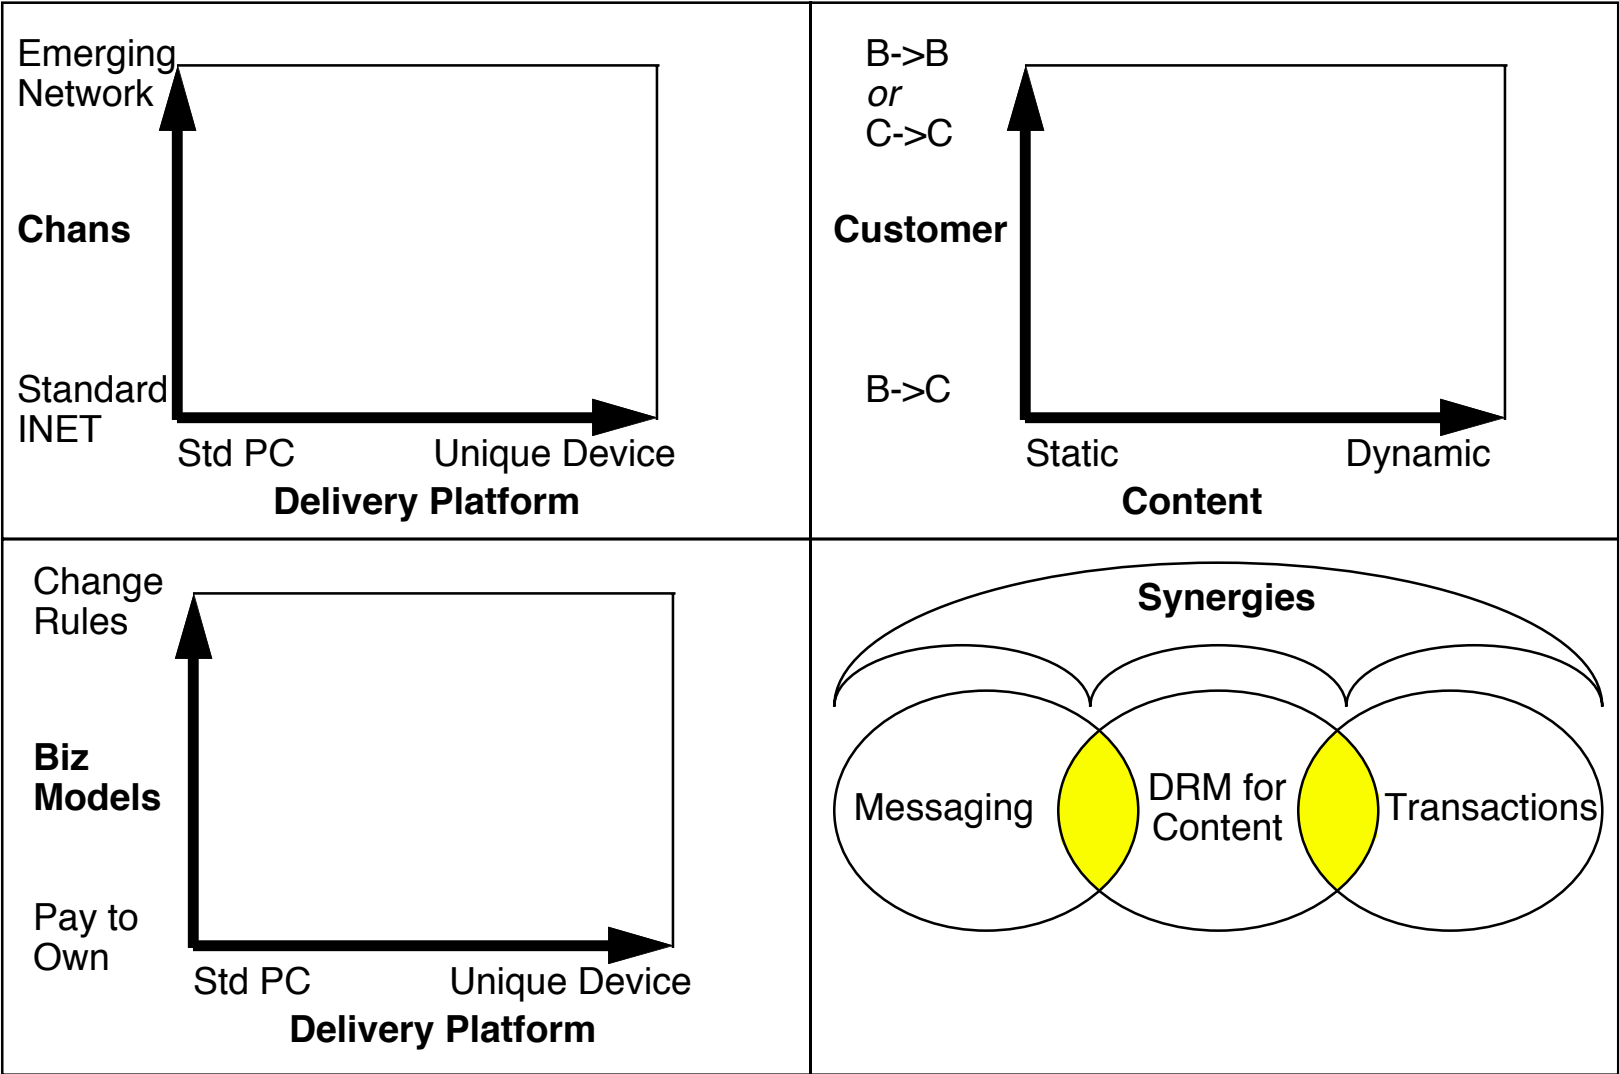 Emerging
Network
Chans
Standard
INET
Std PC Unique Device
Delivery Platform
B->B
or
C->C
Customer
B->C
Static Dynamic
Content
Change
Rules
Biz
Models
Pay to
Own
Std PC Unique Device
Delivery Platform
Synergies
Messaging
DRM for
Content
Transactions